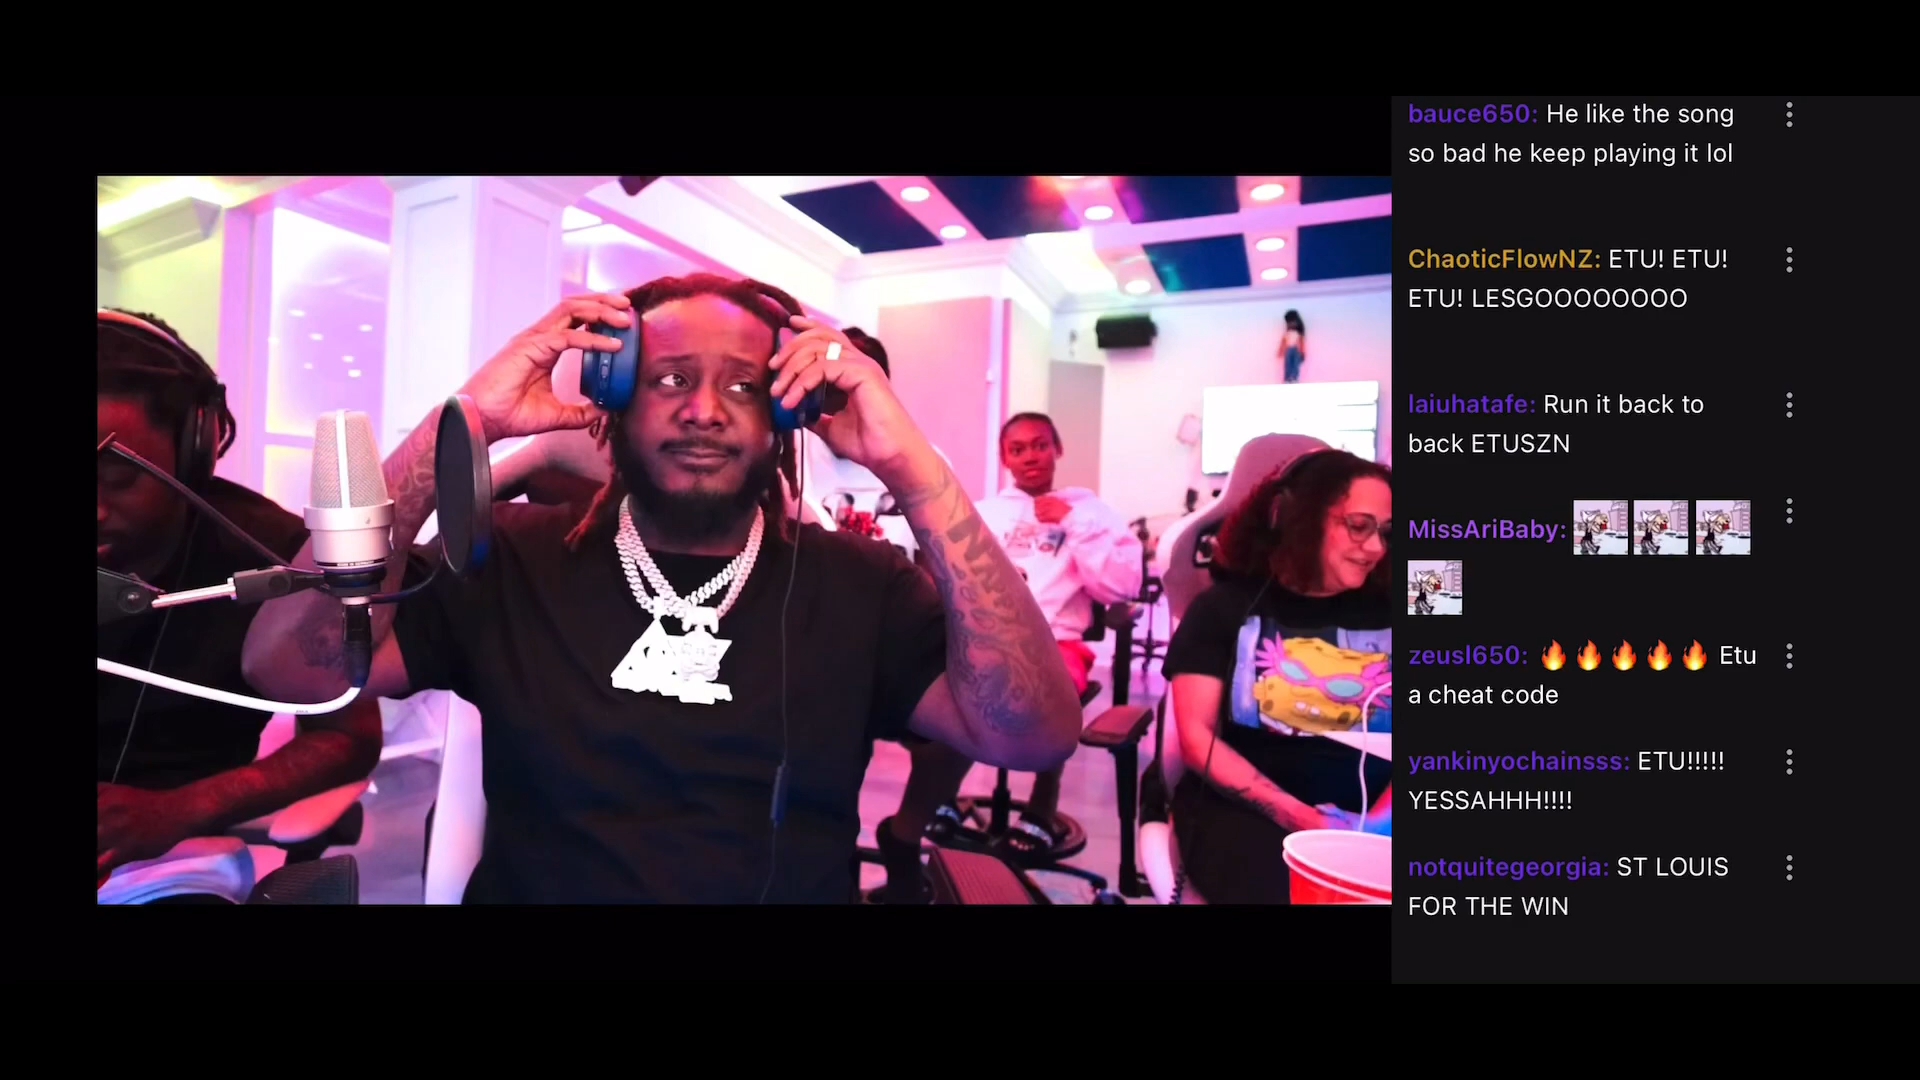 bauce650: He like the song
so bad he keep playing it lol
ChaoticFlowNZ: ETU! ETU!
ETU! LESGOOOOOOOO
laiuhatafe: Run it back to
back ETUSZN
MissAriBaby:
zeusl650: 🔥🔥🔥🔥🔥 Etu
a cheat code
yankinyochainsss: ETU!!!!!
YESSAHHH!!!!
notquitegeorgia: ST LOUIS
FOR THE WIN